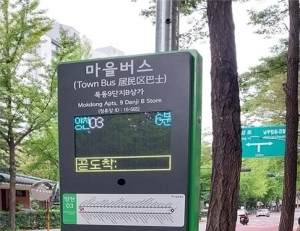 마을버스
(Town Bus 居民区巴士)
목동9단지B상가
Mokdong Apts, 9 Danji B Store
양천03 6분
곧도착:
양천
03